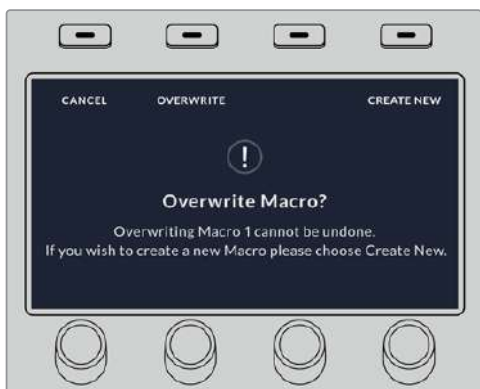 CANCEL OVERWRITE CREATE NEW
!
Overwrite Macro?
Overwriting Macro 1 cannot be undone.
If you wish to create a new Macro please choose Create New.